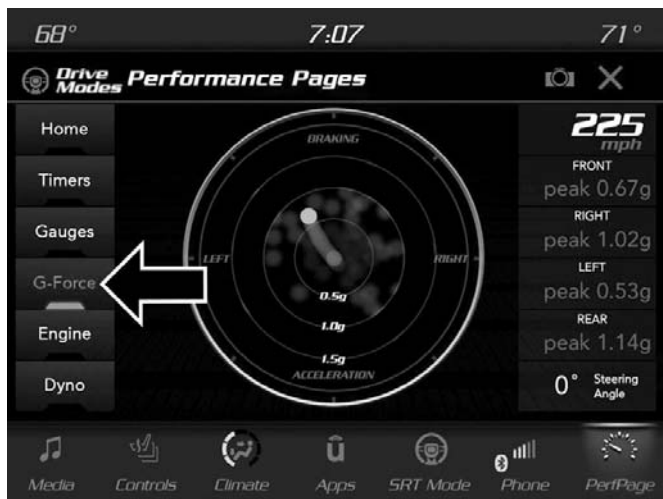 68°
7:07
71°
Drive
Modes
Performance Pages
Home
Timers
Gauges
G-Force
Engine
Dyno
BRAKING
LEFT
RIGHT
0.5g
1.0g
1.5g
ACCELERATION
225
mph
FRONT
peak 0.67g
RIGHT
peak 1.02g
LEFT
peak 0.53g
REAR
peak 1.14g
0° Steering
Angle
Media
Controls
Climate
Apps
SRT Mode
Phone
PerfPage